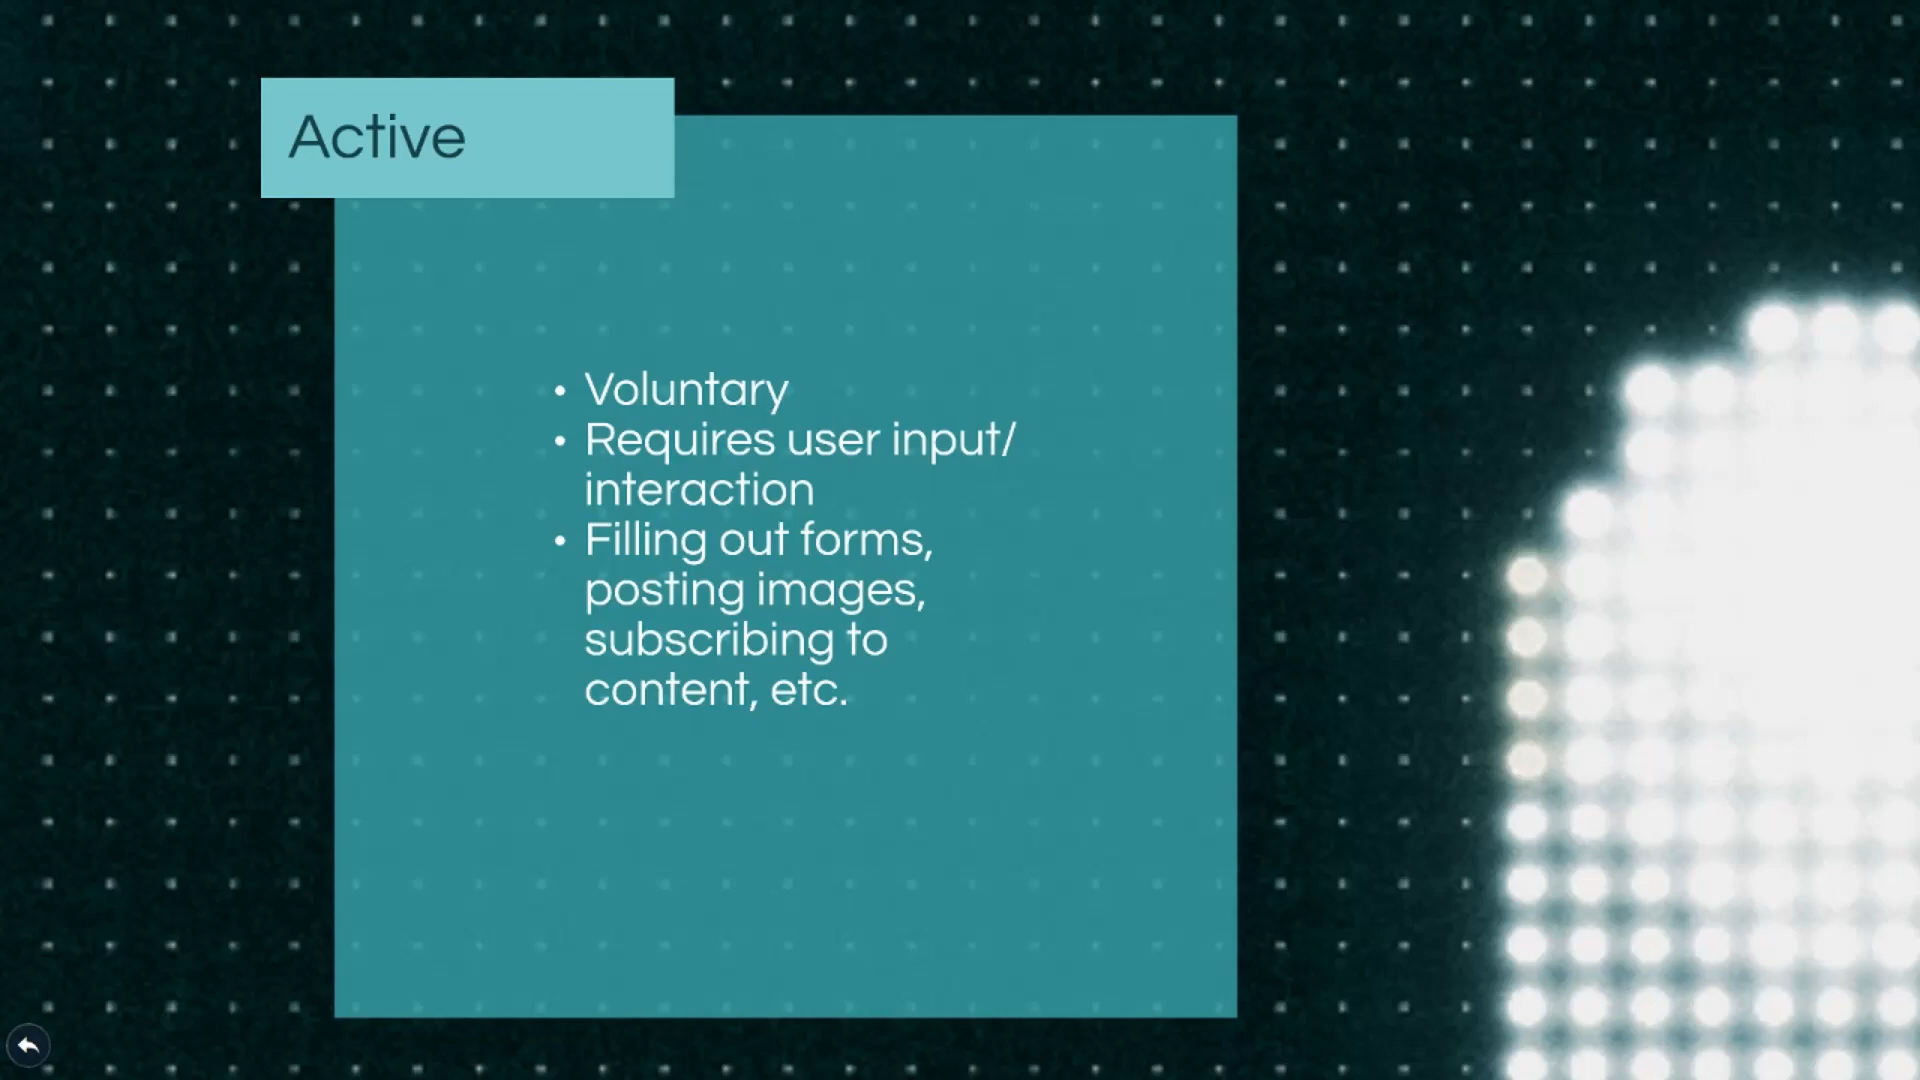 Active
• Voluntary
• Requires user input/
interaction
• Filling out forms,
posting images,
subscribing to
content, etc.